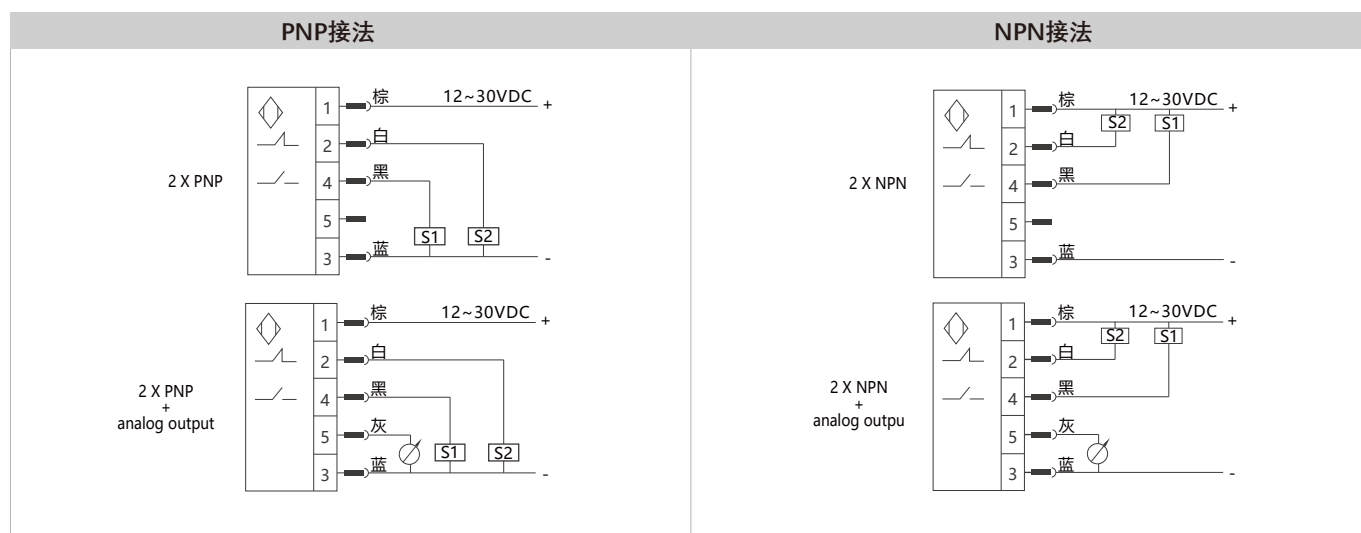 PNP接法
NPN接法
2 X PNP
1
棕
12~30VDC
+
2
白
4
黑
5
S1
S2
3
蓝
-
2 X NPN
1
棕
12~30VDC
+
S2
S1
2
白
4
黑
5
3
蓝
-
2 X PNP
+
analog output
1
棕
12~30VDC
+
2
白
4
黑
5
灰
S1
S2
3
蓝
-
2 X NPN
+
analog outpu
1
棕
12~30VDC
+
S2
S1
2
白
4
黑
5
灰
3
蓝
-